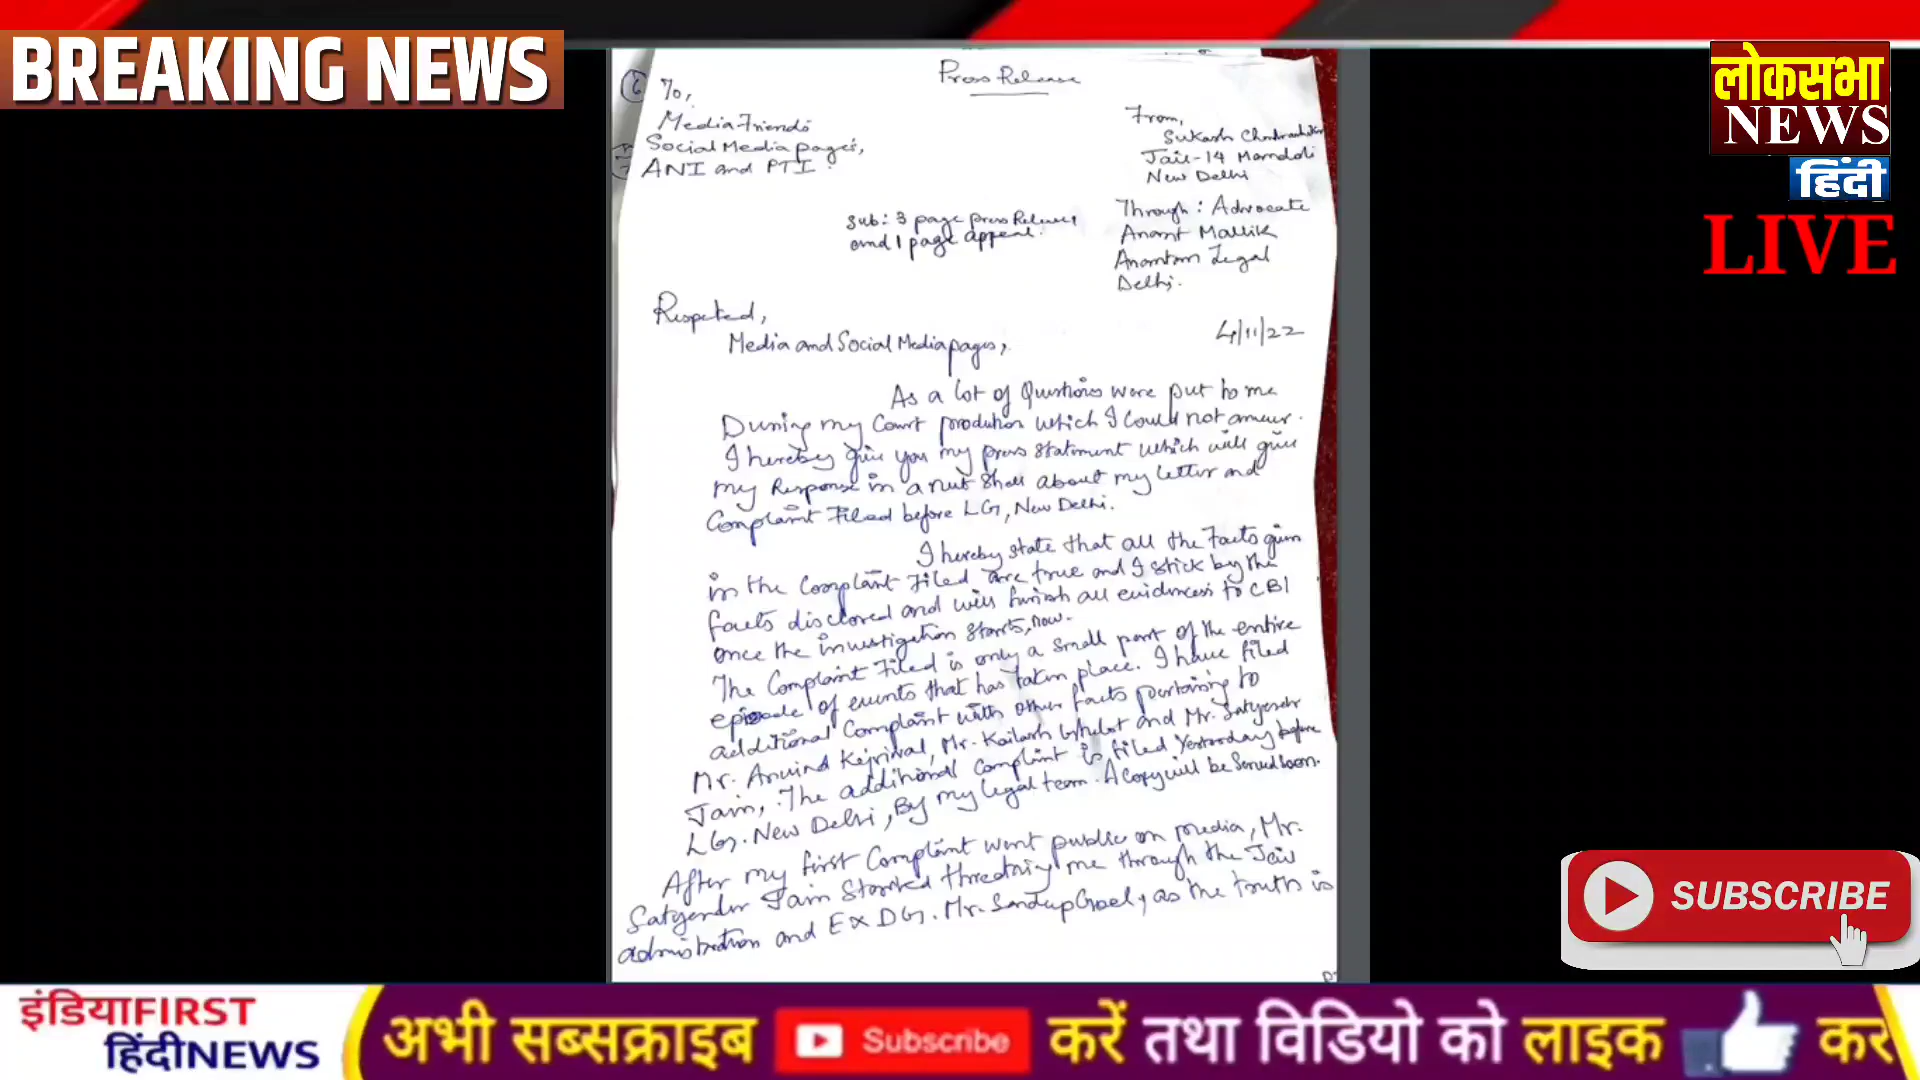 BREAKING NEWS
लोकसभा
NEWS
हिंदी
LIVE
Press Release
To,
Media Friends
Social Media pages,
ANI and PTI.
From,
Sukash
Jail-14 Mandoli
New Delhi
Through: Advocate
Anant Mallik
Anantam Legal
Delhi.
Sub: 3 page press Release,
and 1 page appeal.
Respeted,
4/11/22
Media and Social Media pages,
As a lot of Questions were put to me
During my Court prodution which I could not answer.
I hereby give you my press statement which will give
my Response in a nut shell about my letter and
Complaint Filed before LG, New Delhi.
I hereby state that all the Facts given
in the Complaint Filed are true and I stick by the
facts disclosed and will furnish all evidences to CBI
once the investigation starts, now.
The Complaint Filed is only a small part of the entire
episode of events that has taken place. I have filed
additional Complaint with other facts pertaining to
Mr. Arvind Kejriwal, Mr. Kailash Gehlot and Mr. Satyender
Jain, The additional Complaint is filed Yesterday before
LG. New Delhi, By my legal team. A Copy will be Served soon.
After my first Complaint went public on media, Mr.
Satyender Jain Started me through the Jail
and Ex DG. Mr. Sandeep Goel, as the truth is
SUBSCRIBE
इंडियाFIRST
हिंदीNEWS
अभी सब्सक्राइब Subscribe करें तथा विडियो को लाइक कर